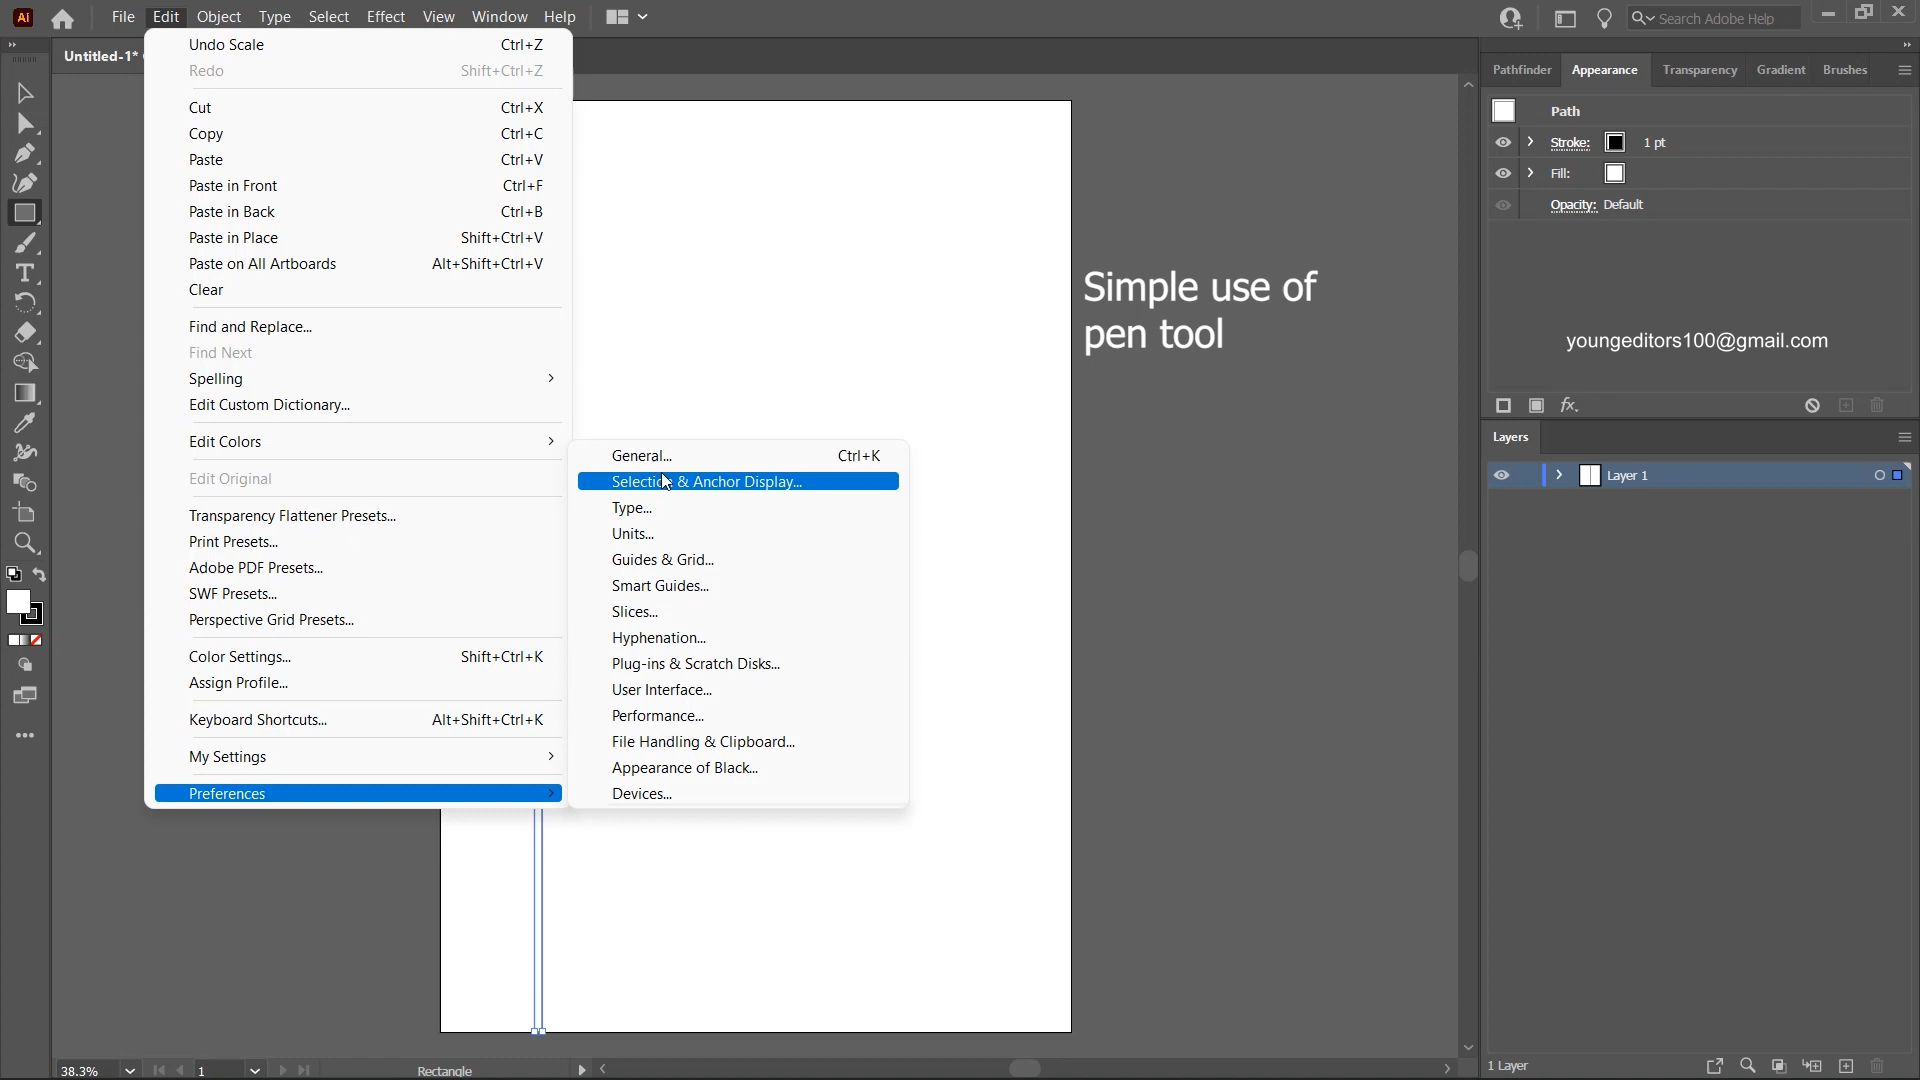 Ai File Edit Object Type Select Effect View Window Help Search Adobe Help
Untitled-1*
Undo Scale Ctrl+Z
Redo Shift+Ctrl+Z
Cut Ctrl+X
Copy Ctrl+C
Paste Ctrl+V
Paste in Front Ctrl+F
Paste in Back Ctrl+B
Paste in Place Shift+Ctrl+V
Paste on All Artboards Alt+Shift+Ctrl+V
Clear
Find and Replace...
Find Next
Spelling
Edit Custom Dictionary...
Edit Colors
Edit Original
Transparency Flattener Presets...
Print Presets...
Adobe PDF Presets...
SWF Presets...
Perspective Grid Presets...
Color Settings... Shift+Ctrl+K
Assign Profile...
Keyboard Shortcuts... Alt+Shift+Ctrl+K
My Settings
Preferences
General... Ctrl+K
Selection & Anchor Display...
Type...
Units...
Guides & Grid...
Smart Guides...
Slices...
Hyphenation...
Plug-ins & Scratch Disks...
User Interface...
Performance...
File Handling & Clipboard...
Appearance of Black...
Devices...
Simple use of
pen tool
Pathfinder Appearance Transparency Gradient Brushes
Path
Stroke: 1 pt
Fill:
Opacity: Default
youngeditors100@gmail.com
fx.
Layers
Layer 1
38.3% 1 Rectangle
1 Layer